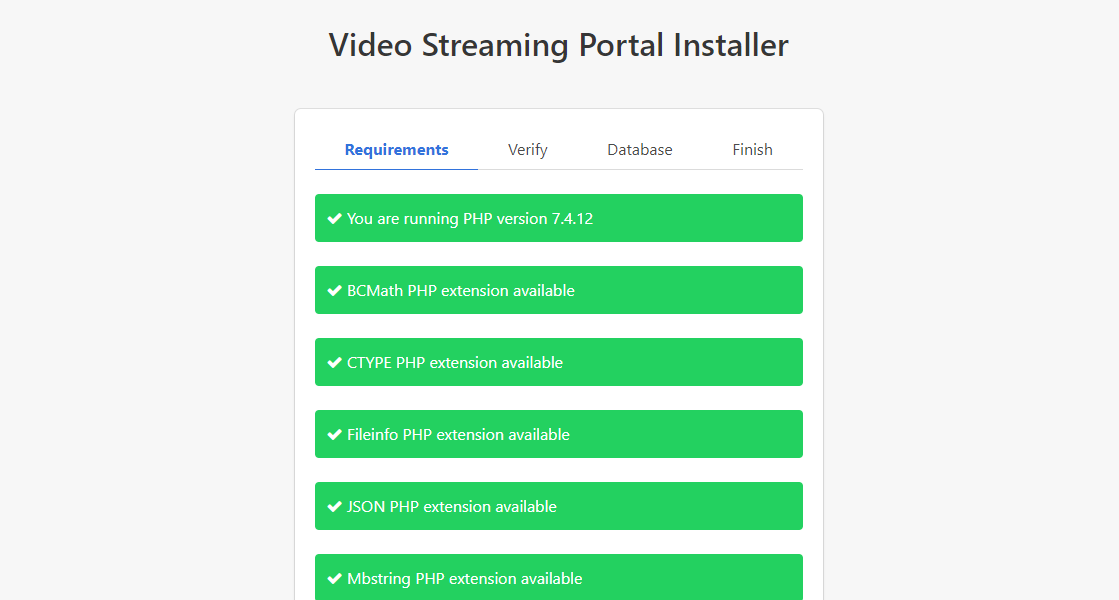 Video Streaming Portal Installer
Requirements Verify Database Finish
You are running PHP version 7.4.12
BCMath PHP extension available
CTYPE PHP extension available
Fileinfo PHP extension available
JSON PHP extension available
Mbstring PHP extension available